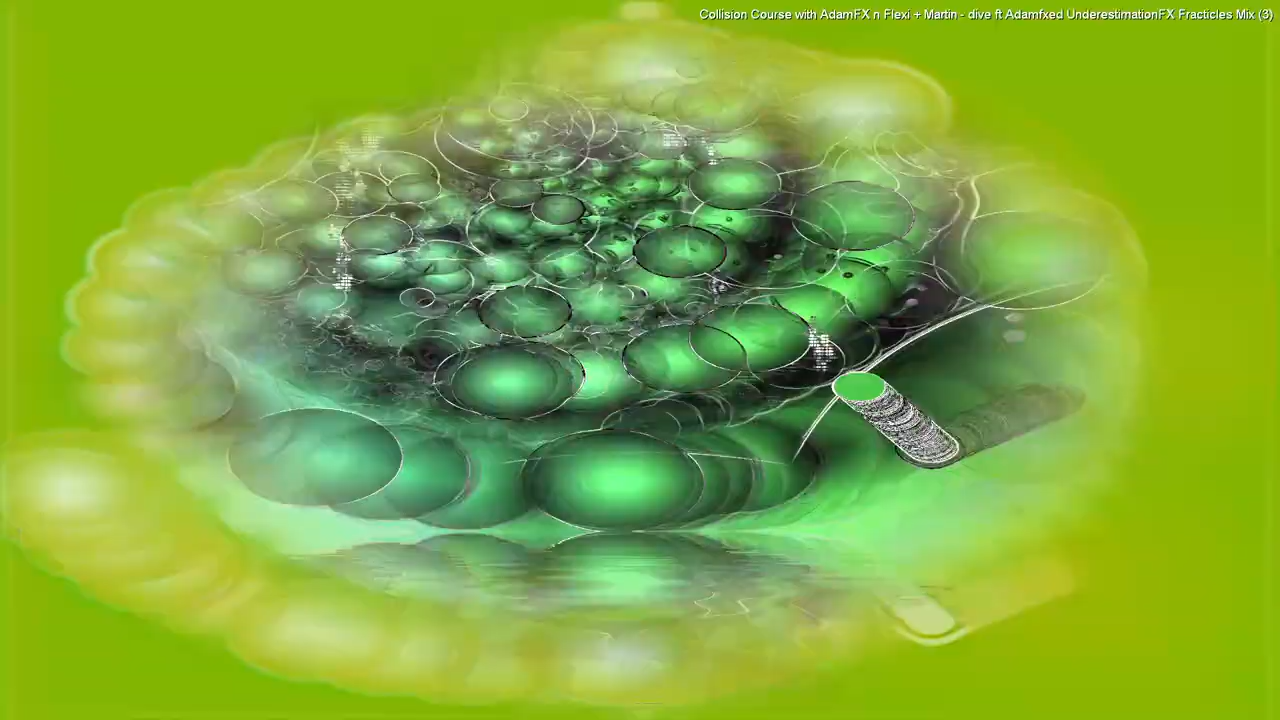 Collision Course with AdamFX n Flexi + Martin - dive ft Adamfxed UnderestimationFX Fracticles Mix (3)